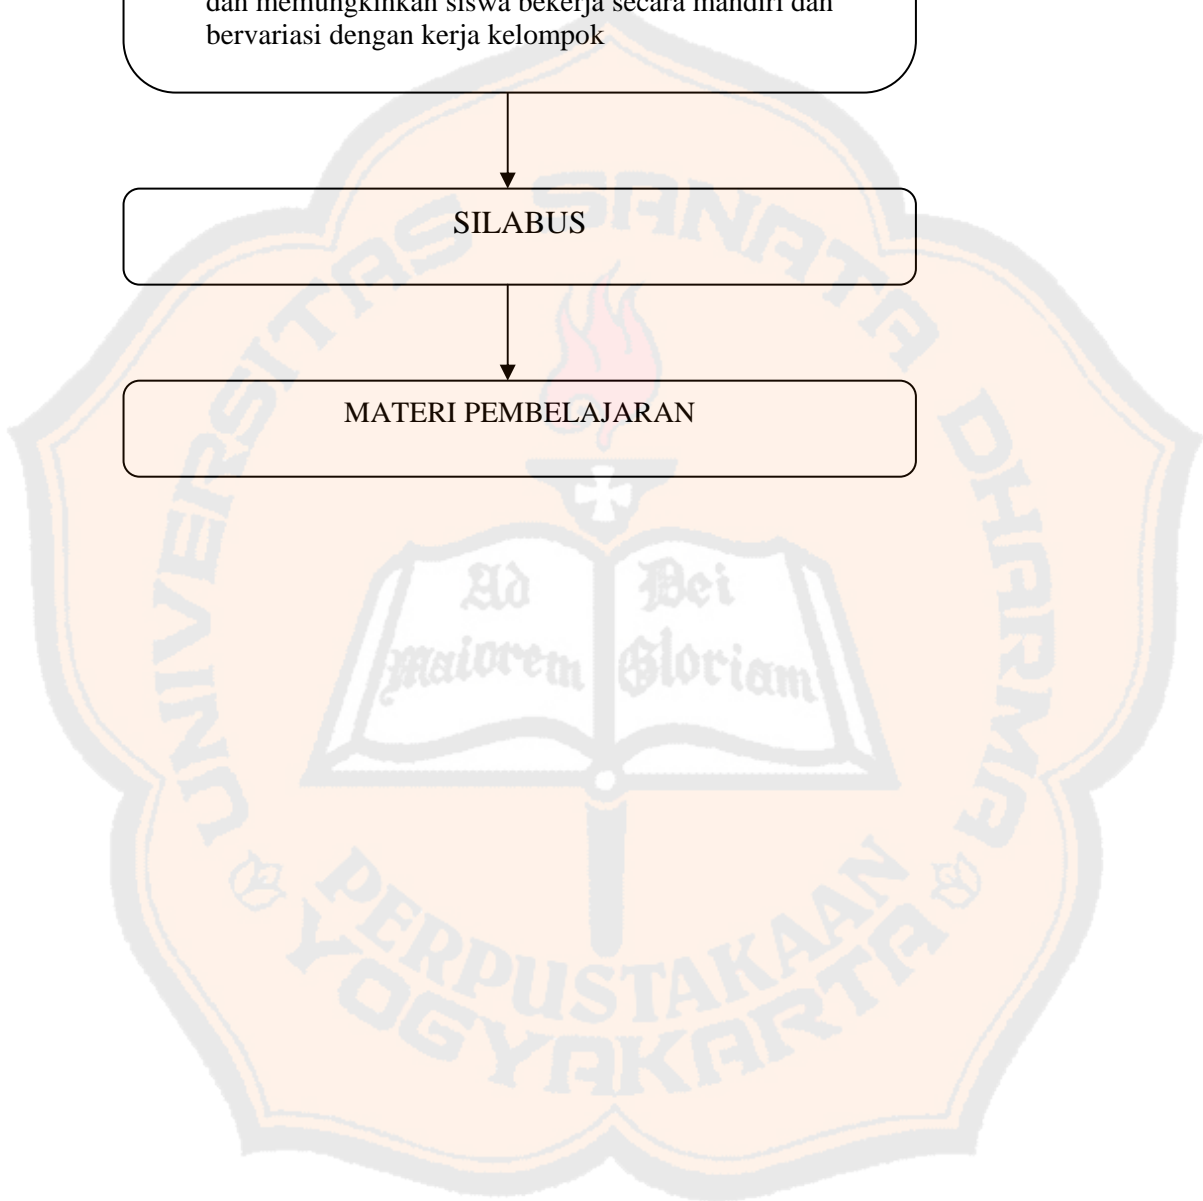 dan memungkinkan siswa bekerja secara mandiri dan
bervariasi dengan kerja kelompok
SILABUS
MATERI PEMBELAJARAN
UNIVERSITAS SANATA DHARMA
Ad
maiorem
Dei
Gloriam
PERPUSTAKAAN
YOGYAKARTA